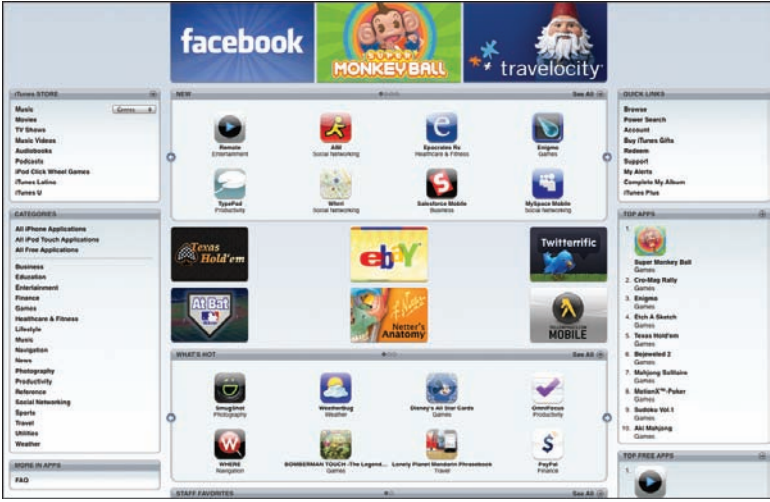 facebook
SUPER
MONKEY BALL
travelocity
iTunes STORE
Music
Genres
Movies
TV Shows
Music Videos
Audiobooks
Podcasts
iPod Click Wheel Games
iTunes Latino
iTunes U
CATEGORIES
All iPhone Applications
All iPod Touch Applications
All Free Applications
Business
Education
Entertainment
Finance
Games
Healthcare & Fitness
Lifestyle
Music
Navigation
News
Photography
Productivity
Reference
Social Networking
Sports
Travel
Utilities
Weather
MORE IN APPS
FAQ
NEW
See All
Remote
Entertainment
AIM
Social Networking
Epocrates Rx
Healthcare & Fitness
Enigmo
Games
TypePad
Productivity
Whrrl
Social Networking
Salesforce Mobile
Business
MySpace Mobile
Social Networking
Texas
Hold'em
ebY
Twitterrific
At Bat
Netter's
Anatomy
MOBILE
WHAT'S HOT
See All
SmugShot
Photography
WeatherBug
Weather
Disney's All Star Cards
Games
OmniFocus
Productivity
WHERE
Navigation
BOMBERMAN TOUCH -The Legend...
Games
Lonely Planet Mandarin Phrasebook
Travel
PayPal
Finance
STAFF FAVORITES
See All
QUICK LINKS
Browse
Power Search
Account
Buy iTunes Gifts
Redeem
Support
My Alerts
Complete My Album
iTunes Plus
TOP APPS
1.
Super Monkey Ball
Games
2. Cro-Mag Rally
Games
3. Enigmo
Games
4. Etch A Sketch
Games
5. Texas Hold'em
Games
6. Bejeweled 2
Games
7. Mahjong Solitaire
Games
8. MotionX™-Poker
Games
9. Sudoku Vol.1
Games
10. Aki Mahjong
Games
TOP FREE APPS
1.